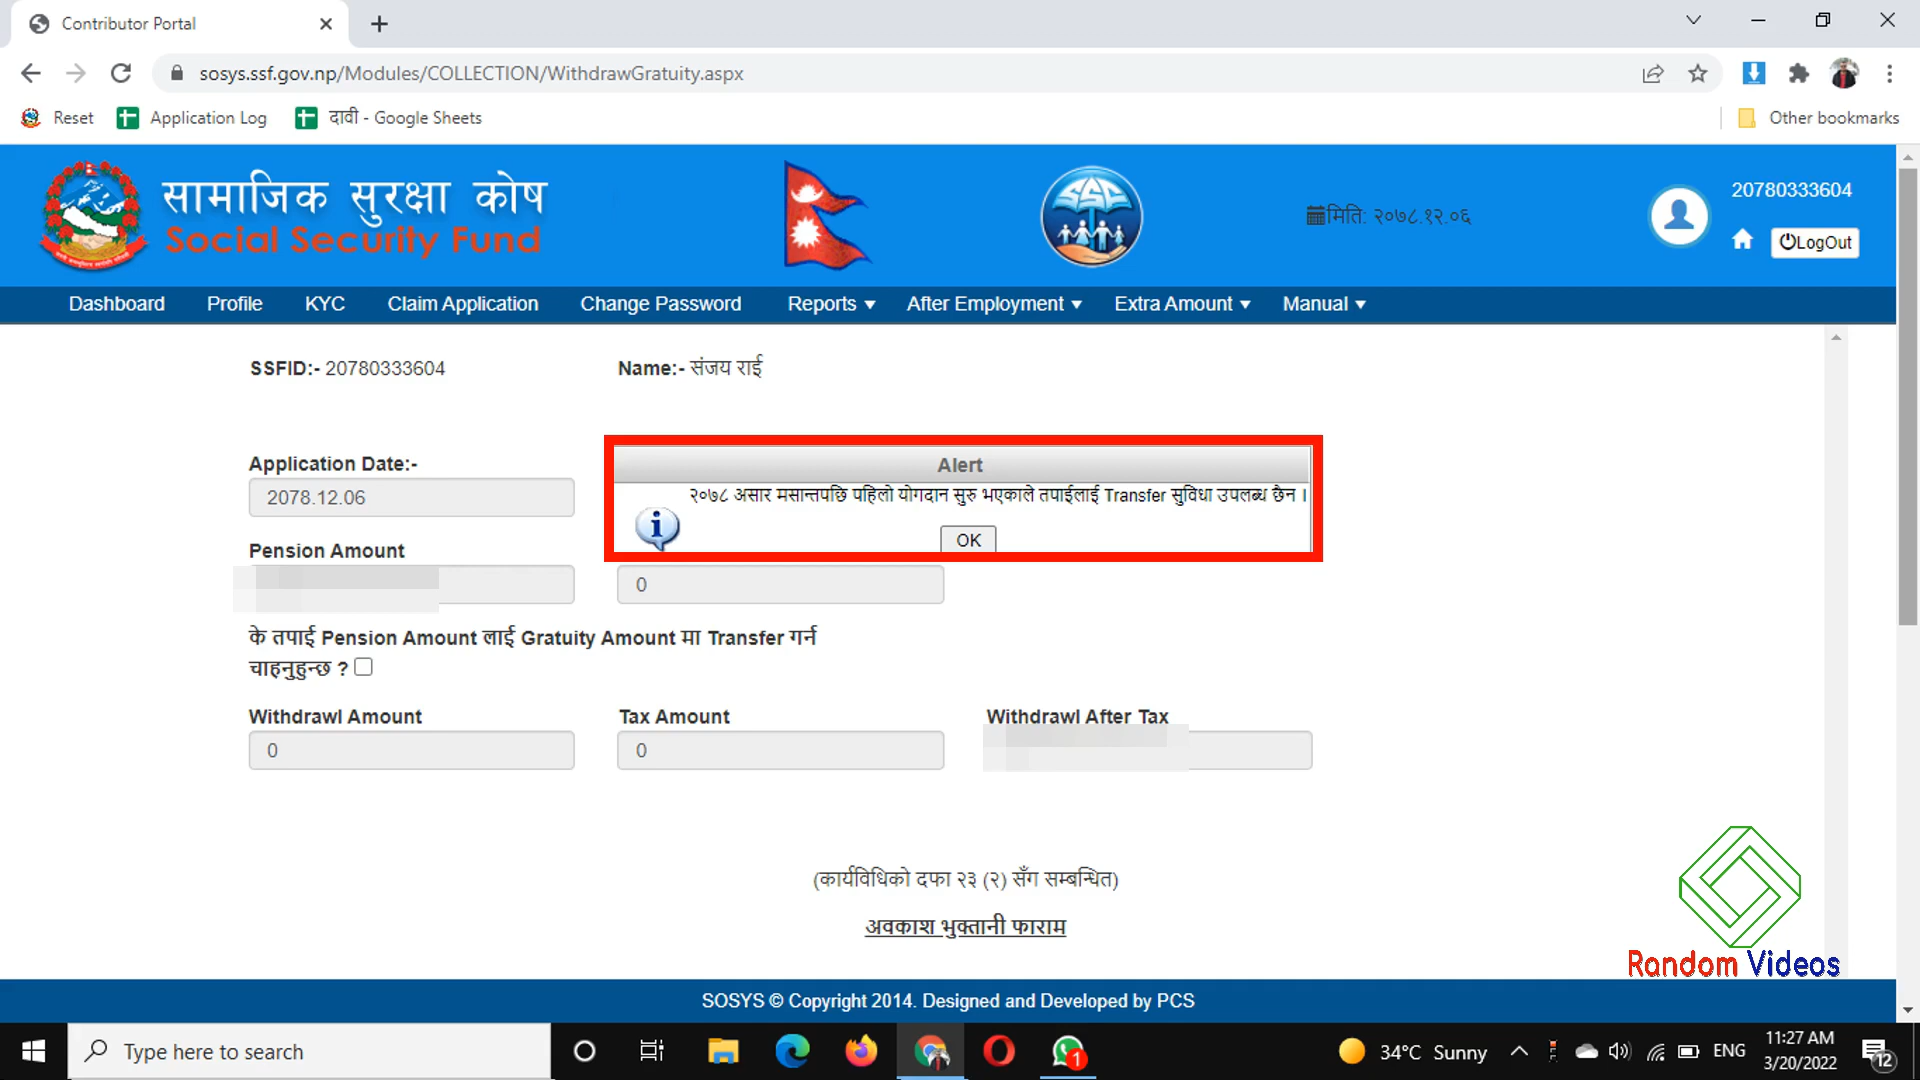 Contributor Portal
sosys.ssf.gov.np/Modules/COLLECTION/WithdrawGratuity.aspx
Reset Application Log दावी - Google Sheets Other bookmarks
सामाजिक सुरक्षा कोष
Social Security Fund
SSF
मिति: २०७८.१२.०६
20780333604
LogOut
Dashboard Profile KYC Claim Application Change Password Reports After Employment Extra Amount Manual
SSFID:- 20780333604 Name:- संजय राई
Application Date:-
2078.12.06
Alert
२०७८ असार मसान्तपछि पहिलो योगदान सुरु भएकाले तपाईलाई Transfer सुविधा उपलब्ध छैन ।
OK
Pension Amount
0
के तपाई Pension Amount लाई Gratuity Amount मा Transfer गर्न
चाहनुहुन्छ ?
Withdrawl Amount Tax Amount Withdrawl After Tax
0 0
(कार्यविधिको दफा २३ (२) सँग सम्बन्धित)
अवकाश भुक्तानी फाराम
Random Videos
SOSYS © Copyright 2014. Designed and Developed by PCS
Type here to search
1
34°C Sunny
ENG
11:27 AM
3/20/2022
12